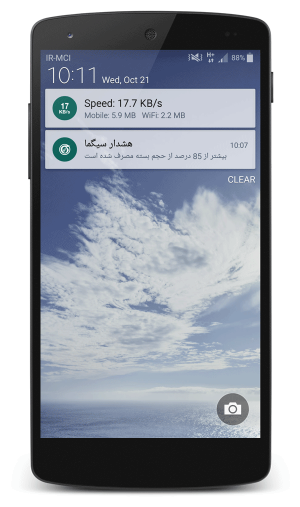 IR-MCI H+ 88%
10:11 Wed, Oct 21
17 KB/s Speed: 17.7 KB/s
Mobile: 5.9 MB WiFi: 2.2 MB
هشدار سیگما 10:07
بیشتر از 85 درصد از حجم بسته مصرف شده است
CLEAR